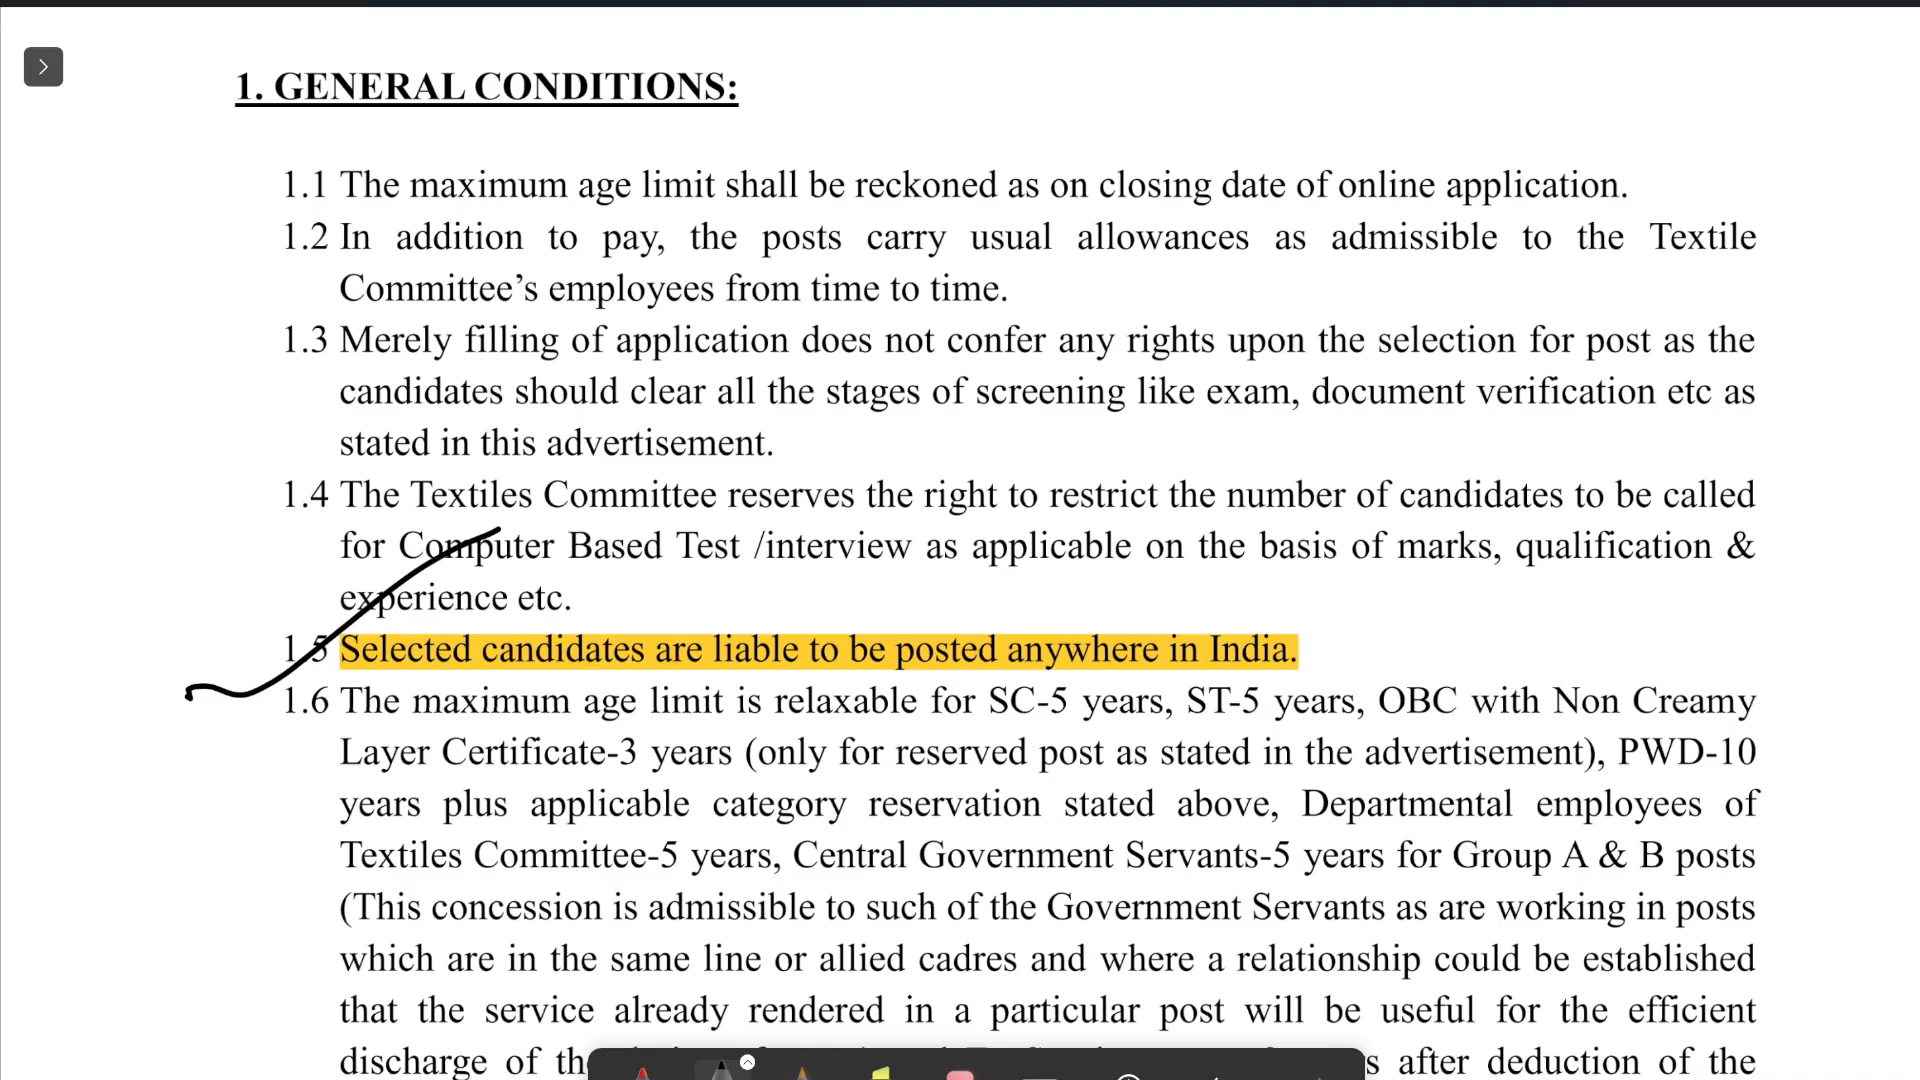 1. GENERAL CONDITIONS:
1.1 The maximum age limit shall be reckoned as on closing date of online application.
1.2 In addition to pay, the posts carry usual allowances as admissible to the Textile
Committee’s employees from time to time.
1.3 Merely filling of application does not confer any rights upon the selection for post as the
candidates should clear all the stages of screening like exam, document verification etc as
stated in this advertisement.
1.4 The Textiles Committee reserves the right to restrict the number of candidates to be called
for Computer Based Test /interview as applicable on the basis of marks, qualification &
experience etc.
1.5 Selected candidates are liable to be posted anywhere in India.
1.6 The maximum age limit is relaxable for SC-5 years, ST-5 years, OBC with Non Creamy
Layer Certificate-3 years (only for reserved post as stated in the advertisement), PWD-10
years plus applicable category reservation stated above, Departmental employees of
Textiles Committee-5 years, Central Government Servants-5 years for Group A & B posts
(This concession is admissible to such of the Government Servants as are working in posts
which are in the same line or allied cadres and where a relationship could be established
that the service already rendered in a particular post will be useful for the efficient
discharge of after deduction of the